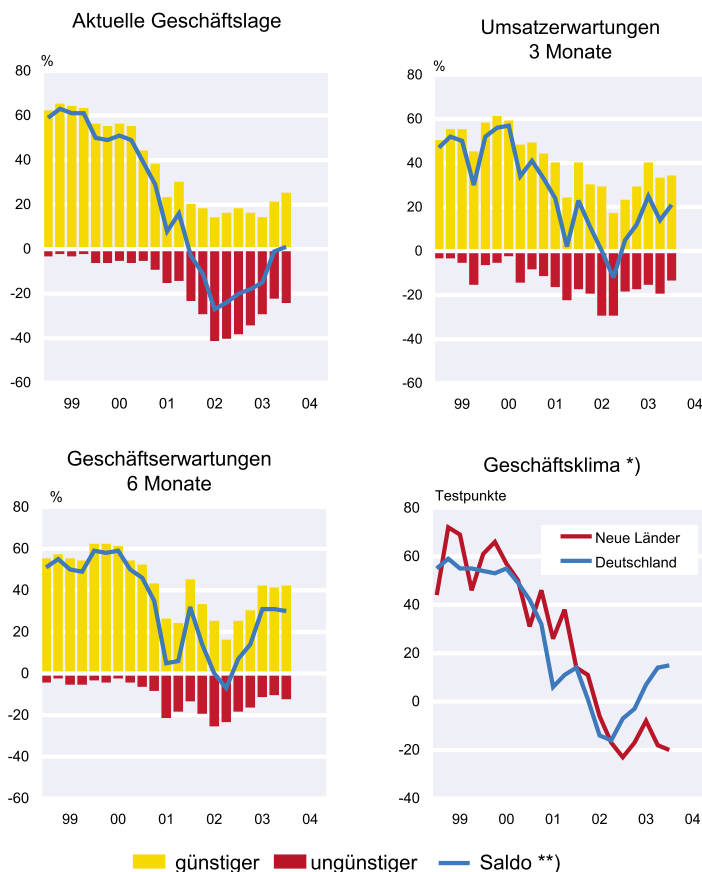 Aktuelle Geschäftslage
%
80
60
40
20
0
-20
-40
-60
99 00 01 02 03 04
Umsatzerwartungen
3 Monate
%
80
60
40
20
0
-20
-40
-60
99 00 01 02 03 04
Geschäftserwartungen
6 Monate
%
80
60
40
20
0
-20
-40
-60
99 00 01 02 03 04
Geschäftsklima *)
Testpunkte
80
60
40
20
0
-20
-40
Neue Länder
Deutschland
99 00 01 02 03 04
günstiger ungünstiger Saldo **)